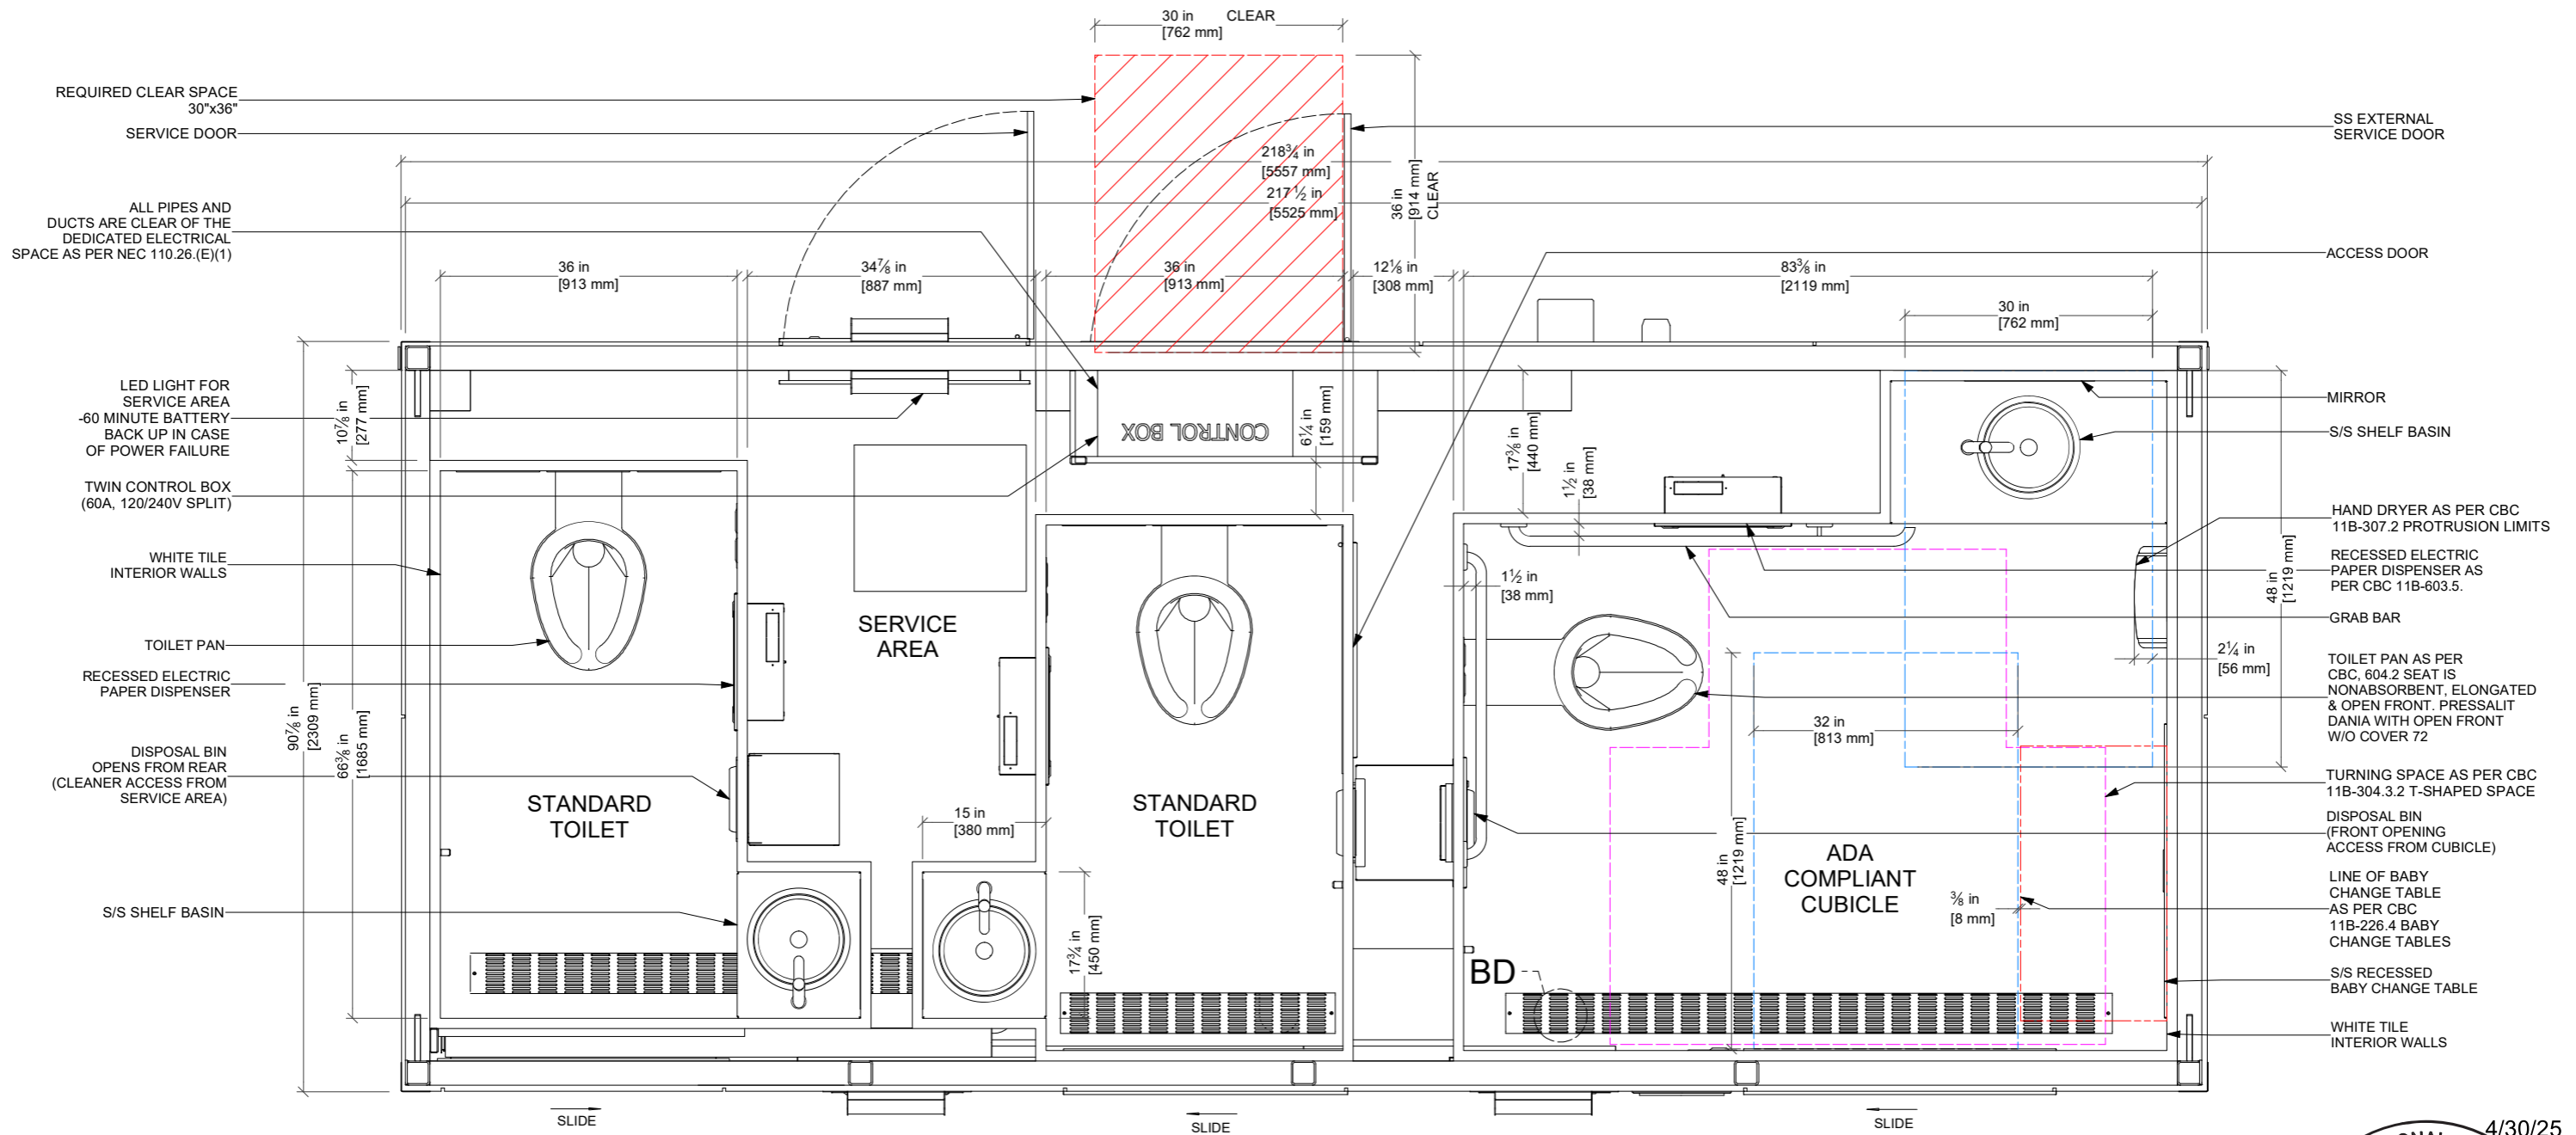 30 in CLEAR
[762 mm]
REQUIRED CLEAR SPACE
30"x36"
SERVICE DOOR
SS EXTERNAL
SERVICE DOOR
218¾ in
[5557 mm]
217 ½ in
[5525 mm]
36 in
[914 mm]
CLEAR
ALL PIPES AND
DUCTS ARE CLEAR OF THE
DEDICATED ELECTRICAL
SPACE AS PER NEC 110.26.(E)(1)
ACCESS DOOR
36 in
[913 mm]
34⅞ in
[887 mm]
36 in
[913 mm]
12⅛ in
[308 mm]
83⅜ in
[2119 mm]
30 in
[762 mm]
LED LIGHT FOR
SERVICE AREA
-60 MINUTE BATTERY
BACK UP IN CASE
OF POWER FAILURE
10⅞ in
[277 mm]
CONTROL BOX
6¼ in
[159 mm]
17⅜ in
[440 mm]
1½ in
[38 mm]
MIRROR
S/S SHELF BASIN
TWIN CONTROL BOX
(60A, 120/240V SPLIT)
HAND DRYER AS PER CBC
11B-307.2 PROTRUSION LIMITS
WHITE TILE
INTERIOR WALLS
1½ in
[38 mm]
48 in
[1219 mm]
RECESSED ELECTRIC
PAPER DISPENSER AS
PER CBC 11B-603.5.
GRAB BAR
SERVICE
AREA
TOILET PAN
2¼ in
[56 mm]
TOILET PAN AS PER
CBC, 604.2 SEAT IS
NONABSORBENT, ELONGATED
& OPEN FRONT. PRESSALIT
DANIA WITH OPEN FRONT
W/O COVER 72
RECESSED ELECTRIC
PAPER DISPENSER
90⅞ in
[2309 mm]
66⅜ in
[1685 mm]
32 in
[813 mm]
DISPOSAL BIN
OPENS FROM REAR
(CLEANER ACCESS FROM
SERVICE AREA)
TURNING SPACE AS PER CBC
11B-304.3.2 T-SHAPED SPACE
STANDARD
TOILET
15 in
[380 mm]
STANDARD
TOILET
DISPOSAL BIN
(FRONT OPENING
ACCESS FROM CUBICLE)
48 in
[1219 mm]
ADA
COMPLIANT
CUBICLE
⅜ in
[8 mm]
LINE OF BABY
CHANGE TABLE
AS PER CBC
11B-226.4 BABY
CHANGE TABLES
S/S SHELF BASIN
17¾ in
[450 mm]
BD
S/S RECESSED
BABY CHANGE TABLE
WHITE TILE
INTERIOR WALLS
SLIDE
SLIDE
SLIDE
4/30/25